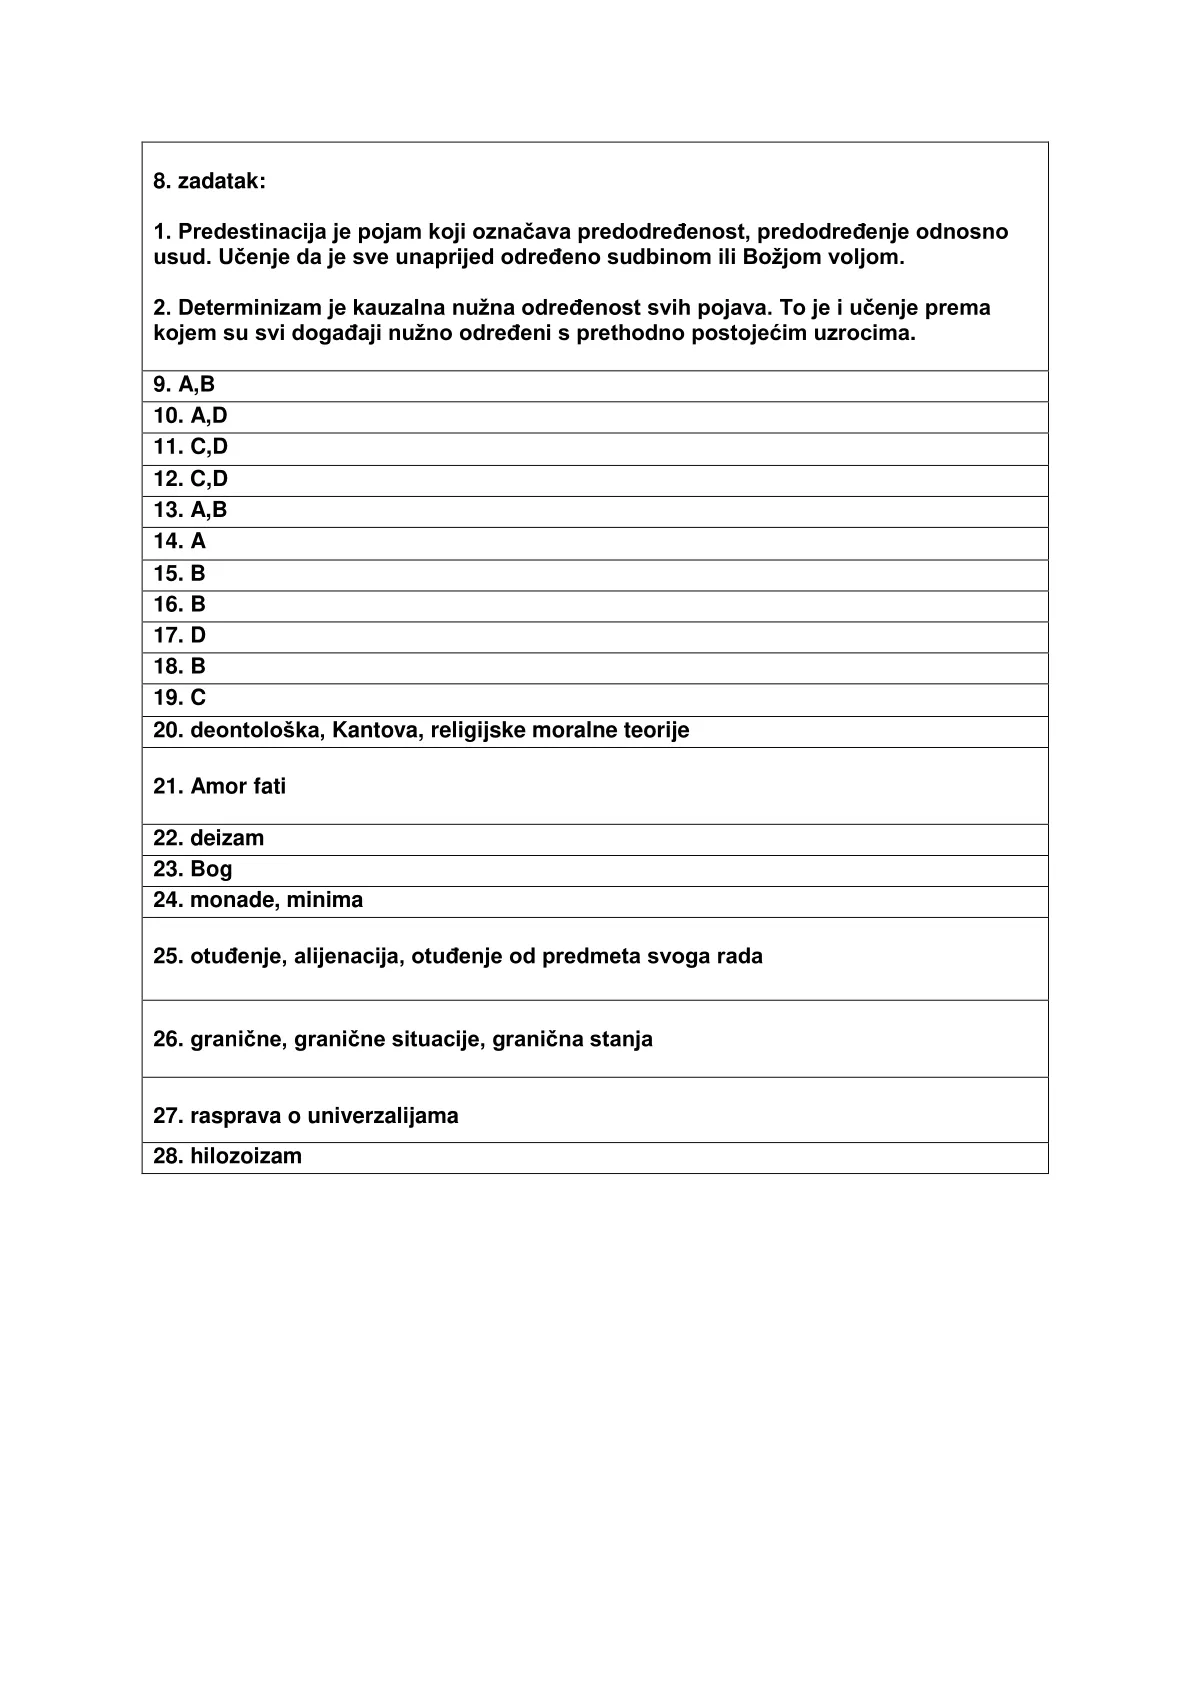 8. zadatak:
1. Predestinacija je pojam koji označava predodređenost, predodređenje odnosno
usud. Učenje da je sve unaprijed određeno sudbinom ili Božjom voljom.
2. Determinizam je kauzalna nužna određenost svih pojava. To je i učenje prema
kojem su svi događaji nužno određeni s prethodno postojećim uzrocima.
9. A,B
10. A,D
11. C,D
12. C,D
13. A,B
14. A
15. B
16. B
17. D
18. B
19. C
20. deontološka, Kantova, religijske moralne teorije
21. Amor fati
22. deizam
23. Bog
24. monade, minima
25. otuđenje, alijenacija, otuđenje od predmeta svoga rada
26. granične, granične situacije, granična stanja
27. rasprava o univerzalijama
28. hilozoizam